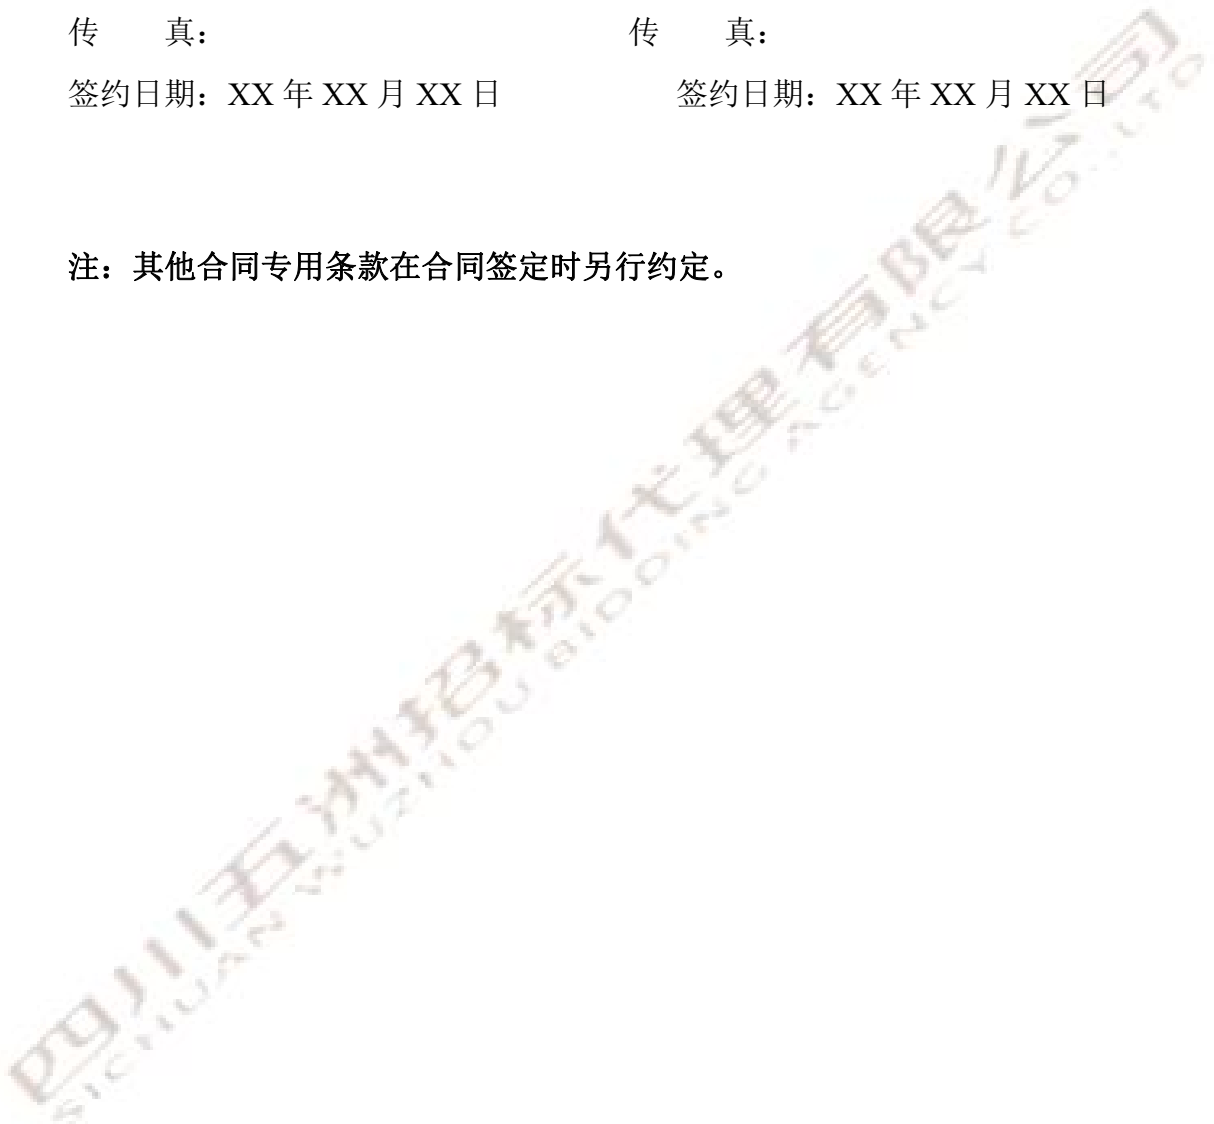 传 真： 传 真：
签约日期：XX 年 XX 月 XX 日 签约日期：XX 年 XX 月 XX 日
注：其他合同专用条款在合同签定时另行约定。
四川五洲招标代理有限公司
SICHUAN WUZHOU BIDDING AGENCY CO.,LTD